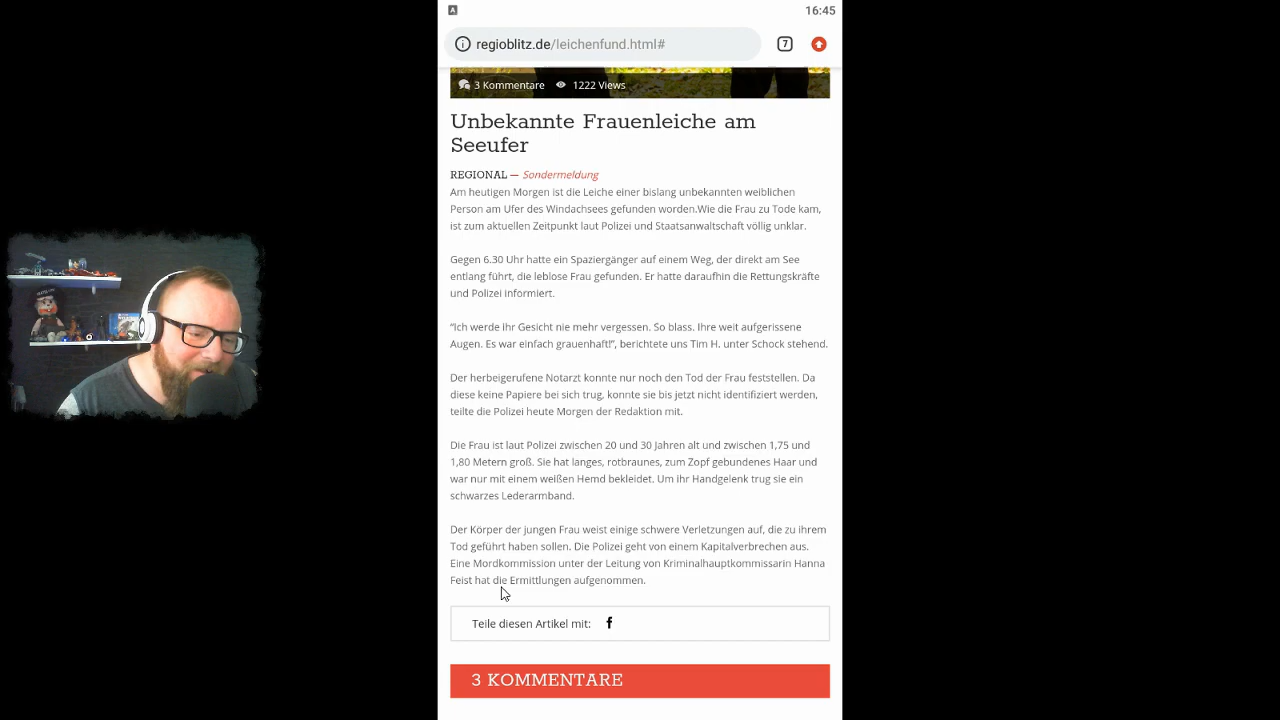 A
16:45
regioblitz.de/leichenfund.html#
7
3 Kommentare 1222 Views
Unbekannte Frauenleiche am
Seeufer
REGIONAL — Sondermeldung
Am heutigen Morgen ist die Leiche einer bislang unbekannten weiblichen
Person am Ufer des Windachsees gefunden worden.Wie die Frau zu Tode kam,
ist zum aktuellen Zeitpunkt laut Polizei und Staatsanwaltschaft völlig unklar.
Gegen 6.30 Uhr hatte ein Spaziergänger auf einem Weg, der direkt am See
entlang führt, die leblose Frau gefunden. Er hatte daraufhin die Rettungskräfte
und Polizei informiert.
“Ich werde ihr Gesicht nie mehr vergessen. So blass. Ihre weit aufgerissene
Augen. Es war einfach grauenhaft!”, berichtete uns Tim H. unter Schock stehend.
Der herbeigerufene Notarzt konnte nur noch den Tod der Frau feststellen. Da
diese keine Papiere bei sich trug, konnte sie bis jetzt nicht identifiziert werden,
teilte die Polizei heute Morgen der Redaktion mit.
Die Frau ist laut Polizei zwischen 20 und 30 Jahren alt und zwischen 1,75 und
1,80 Metern groß. Sie hat langes, rotbraunes, zum Zopf gebundenes Haar und
war nur mit einem weißen Hemd bekleidet. Um ihr Handgelenk trug sie ein
schwarzes Lederarmband.
Der Körper der jungen Frau weist einige schwere Verletzungen auf, die zu ihrem
Tod geführt haben sollen. Die Polizei geht von einem Kapitalverbrechen aus.
Eine Mordkommission unter der Leitung von Kriminalhauptkommissarin Hanna
Feist hat die Ermittlungen aufgenommen.
Teile diesen Artikel mit: f
3 KOMMENTARE